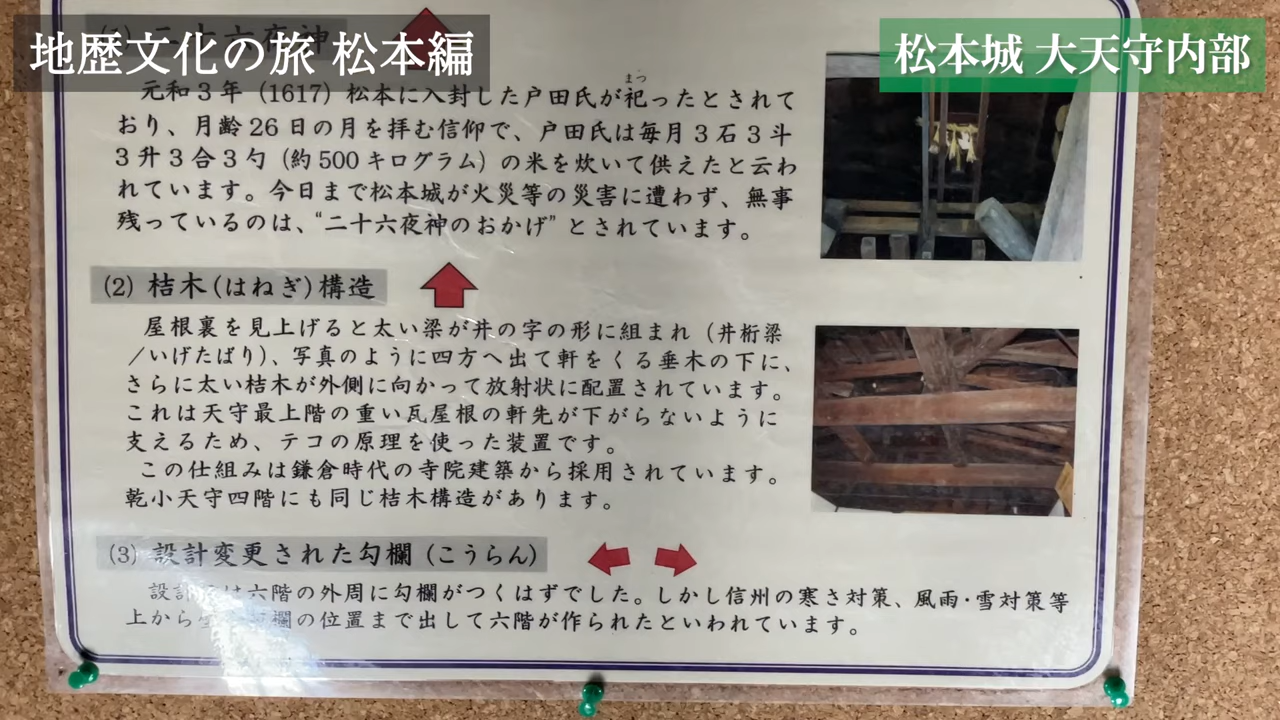 地歴文化の旅 松本編
松本城 大天守内部
(1) 二十六夜神
元和3年（1617）松本に入封した戸田氏が祀ったとされて
まつ
おり、月齢26日の月を拝む信仰で、戸田氏は毎月3石3斗
3升3合3勺（約500キログラム）の米を炊いて供えたと云わ
れています。今日まで松本城が火災等の災害に遭わず、無事
残っているのは、“二十六夜神のおかげ”とされています。
(2) 桔木(はねぎ)構造
屋根裏を見上げると太い梁が井の字の形に組まれ（井桁梁
／いげたばり）、写真のように四方へ出て軒をくる垂木の下に、
さらに太い桔木が外側に向かって放射状に配置されています。
これは天守最上階の重い瓦屋根の軒先が下がらないように
支えるため、テコの原理を使った装置です。
この仕組みは鎌倉時代の寺院建築から採用されています。
乾小天守四階にも同じ桔木構造があります。
(3) 設計変更された勾欄（こうらん）
設計 は六階の外周に勾欄がつくはずでした。しかし信州の寒さ対策、風雨・雪対策等
上から 欄の位置まで出して六階が作られたといわれています。